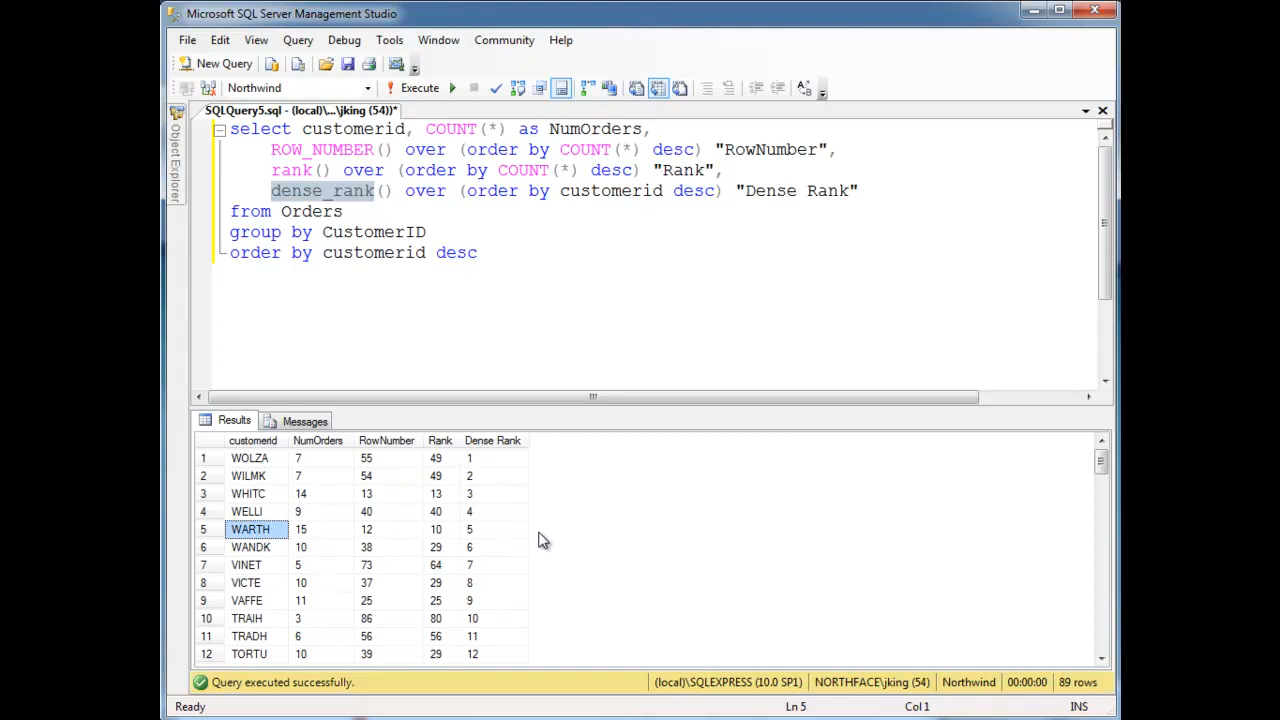 Microsoft SQL Server Management Studio
File Edit View Query Debug Tools Window Community Help
New Query
Northwind Execute
SQLQuery5.sql - (local)\...\jking (54))*
Object Explorer
select customerid, COUNT(*) as NumOrders,
ROW_NUMBER() over (order by COUNT(*) desc) "RowNumber",
rank() over (order by COUNT(*) desc) "Rank",
dense_rank() over (order by customerid desc) "Dense Rank"
from Orders
group by CustomerID
order by customerid desc
Results Messages
customerid NumOrders RowNumber Rank Dense Rank
1 WOLZA 7 55 49 1
2 WILMK 7 54 49 2
3 WHITC 14 13 13 3
4 WELLI 9 40 40 4
5 WARTH 15 12 10 5
6 WANDK 10 38 29 6
7 VINET 5 73 64 7
8 VICTE 10 37 29 8
9 VAFFE 11 25 25 9
10 TRAIH 3 86 80 10
11 TRADH 6 56 56 11
12 TORTU 10 39 29 12
Query executed successfully. (local)\SQLEXPRESS (10.0 SP1) NORTHFACE\jking (54) Northwind 00:00:00 89 rows
Ready Ln 5 Col 1 INS